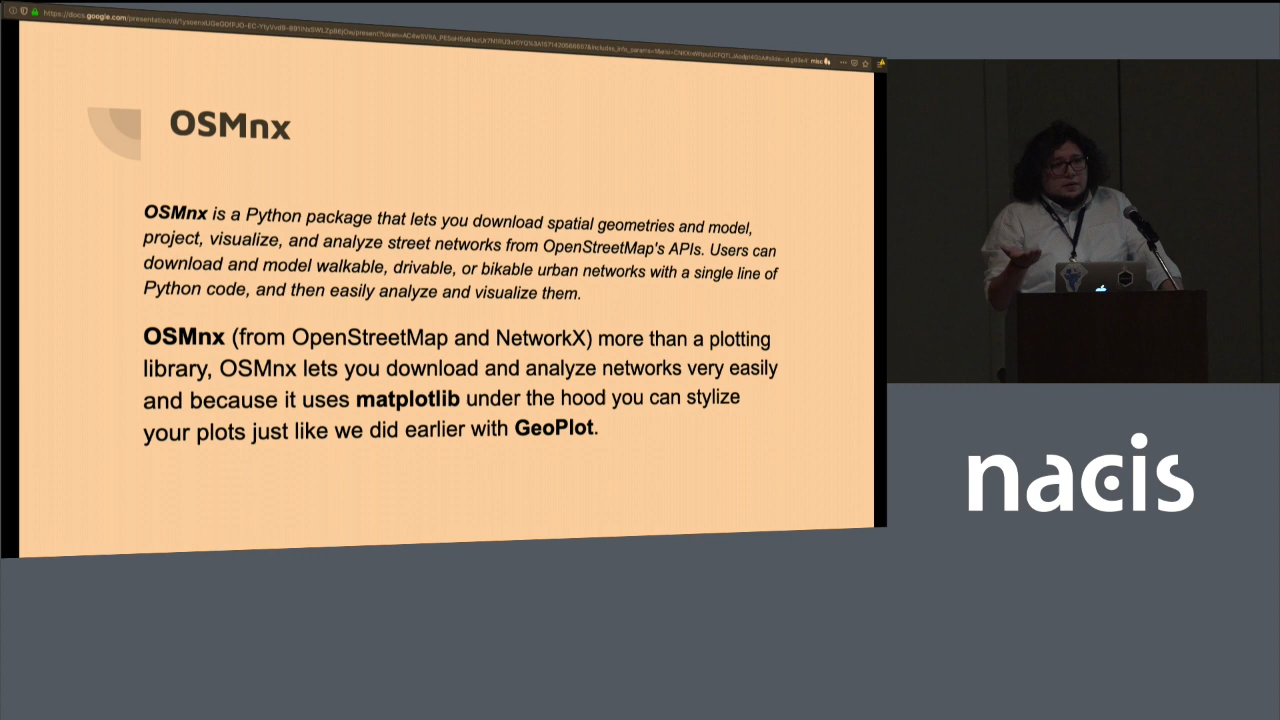 OSMnx
OSMnx is a Python package that lets you download spatial geometries and model,
project, visualize, and analyze street networks from OpenStreetMap's APIs. Users can
download and model walkable, drivable, or bikable urban networks with a single line of
Python code, and then easily analyze and visualize them.
OSMnx (from OpenStreetMap and NetworkX) more than a plotting
library, OSMnx lets you download and analyze networks very easily
and because it uses matplotlib under the hood you can stylize
your plots just like we did earlier with GeoPlot.
nacis